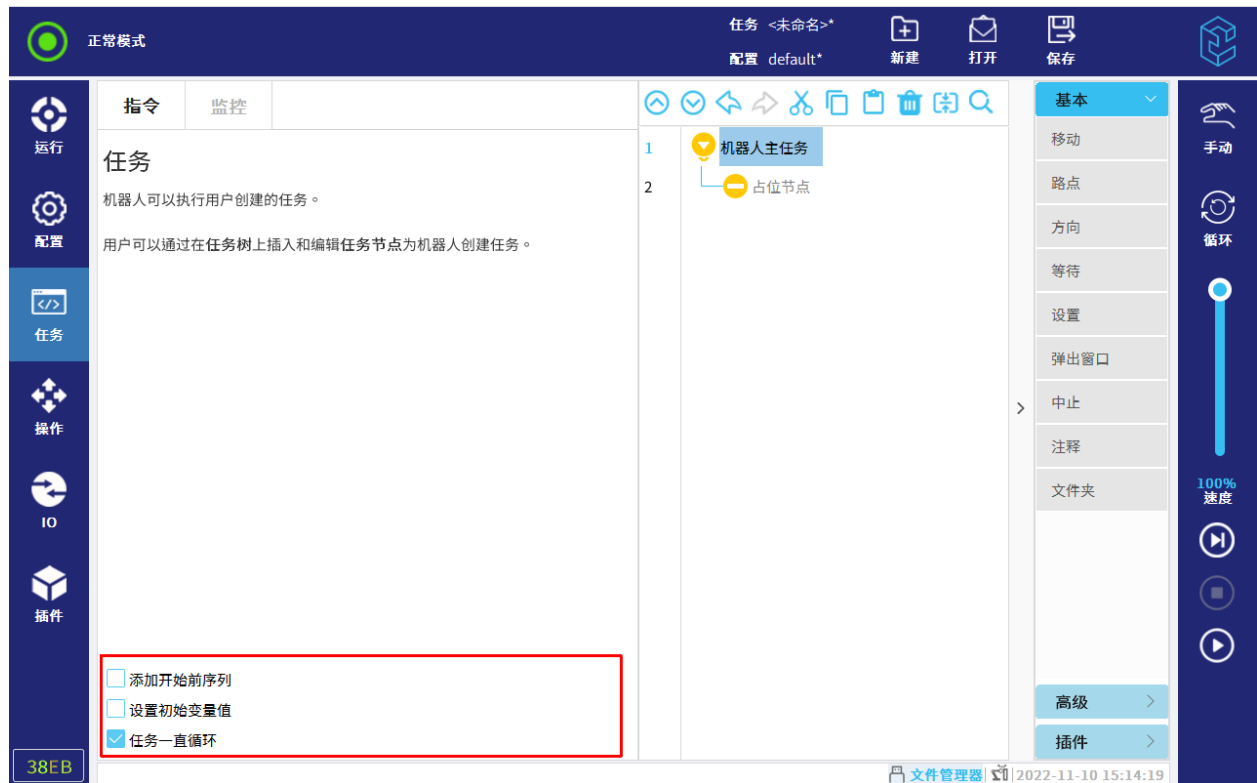 正常模式
任务 <未命名>*
配置 default*
新建
打开
保存
运行
配置
任务
操作
IO
插件
38EB
指令
监控
任务
机器人可以执行用户创建的任务。
用户可以通过在任务树上插入和编辑任务节点为机器人创建任务。
添加开始前序列
设置初始变量值
任务一直循环
1 机器人主任务
2 占位节点
基本
移动
路点
方向
等待
设置
弹出窗口
中止
注释
文件夹
高级
插件
手动
循环
100%
速度
文件管理器
2022-11-10 15:14:19